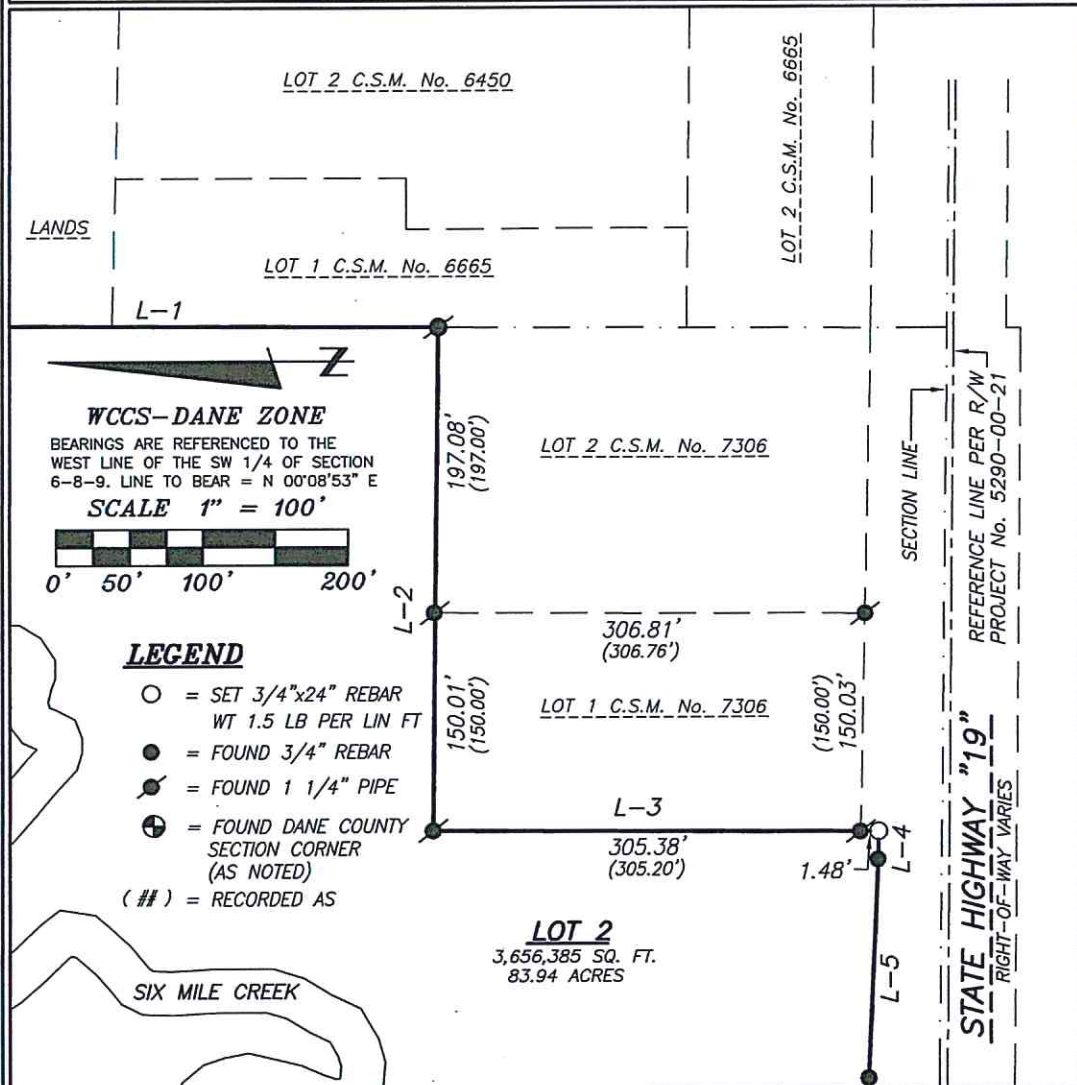 LOT 2 C.S.M. No. 6450
LOT 2 C.S.M. No. 6665
LANDS
LOT 1 C.S.M. No. 6665
L-1
Z
WCCS-DANE ZONE
BEARINGS ARE REFERENCED TO THE
WEST LINE OF THE SW 1/4 OF SECTION
6-8-9. LINE TO BEAR = N 00°08'53" E
SCALE 1" = 100'
0' 50' 100' 200'
197.08'
(197.00')
LOT 2 C.S.M. No. 7306
SECTION LINE
REFERENCE LINE PER R/W
PROJECT No. 5290-00-21
L-2
306.81'
(306.76')
LEGEND
= SET 3/4"x24" REBAR
WT 1.5 LB PER LIN FT
= FOUND 3/4" REBAR
= FOUND 1 1/4" PIPE
= FOUND DANE COUNTY
SECTION CORNER
(AS NOTED)
(##) = RECORDED AS
150.01'
(150.00')
LOT 1 C.S.M. No. 7306
(150.00')
150.03'
L-3
305.38'
(305.20')
1.48'
L-4
STATE HIGHWAY "19"
RIGHT-OF-WAY VARIES
LOT 2
3,656,385 SQ. FT.
83.94 ACRES
L-5
SIX MILE CREEK